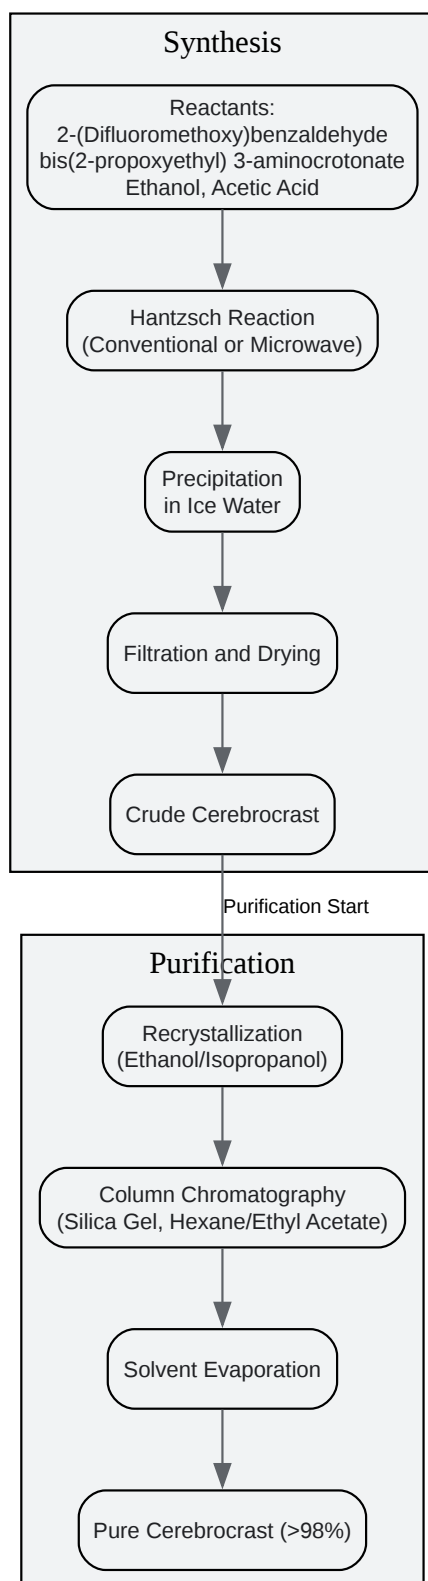 Synthesis
Reactants:
2-(Difluoromethoxy)benzaldehyde
bis(2-propoxyethyl) 3-aminocrotonate
Ethanol, Acetic Acid
Hantzsch Reaction
(Conventional or Microwave)
Precipitation
in Ice Water
Filtration and Drying
Crude Cerebrocrast
Purification Start
Purification
Recrystallization
(Ethanol/Isopropanol)
Column Chromatography
(Silica Gel, Hexane/Ethyl Acetate)
Solvent Evaporation
Pure Cerebrocrast (>98%)